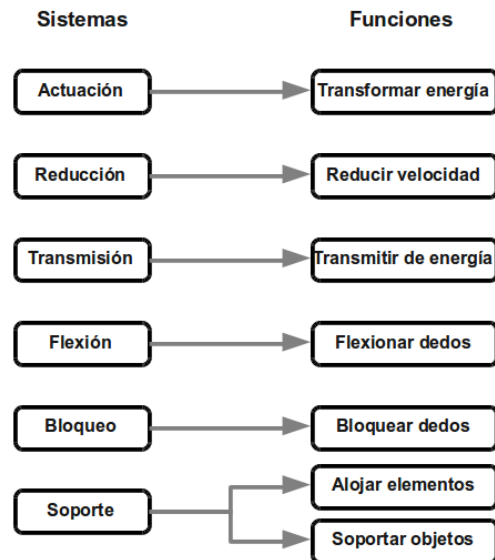 Sistemas Funciones
Actuación Transformar energía
Reducción Reducir velocidad
Transmisión Transmitir de energía
Flexión Flexionar dedos
Bloqueo Bloquear dedos
Alojar elementos
Soporte
Soportar objetos